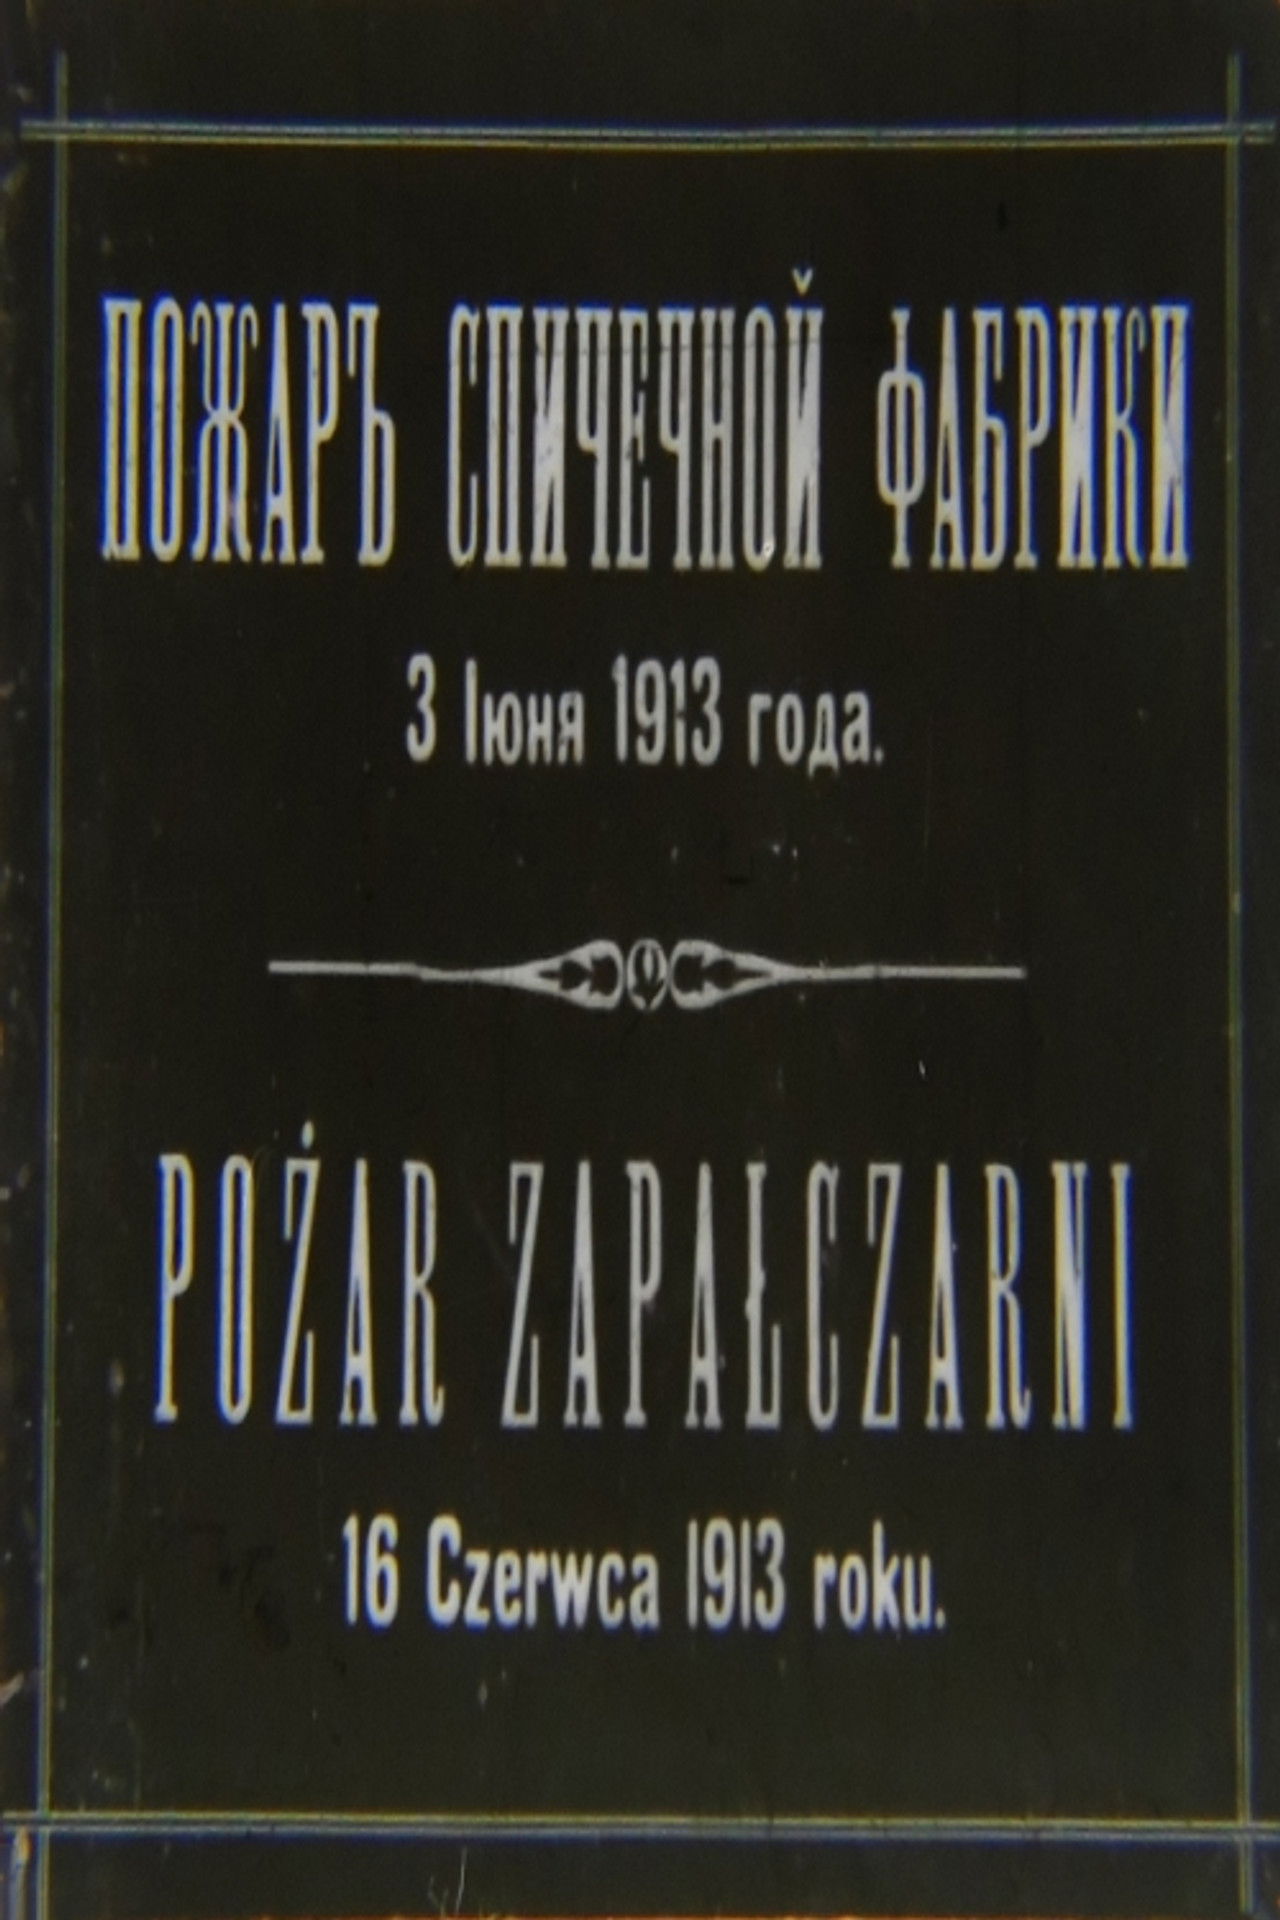 ПОЖАРЪ СПИЧЕЧНОЙ ФАБРИКИ
3 Іюня 1913 года.
POŻAR ZAPAŁCZARNI
16 Czerwca 1913 roku.